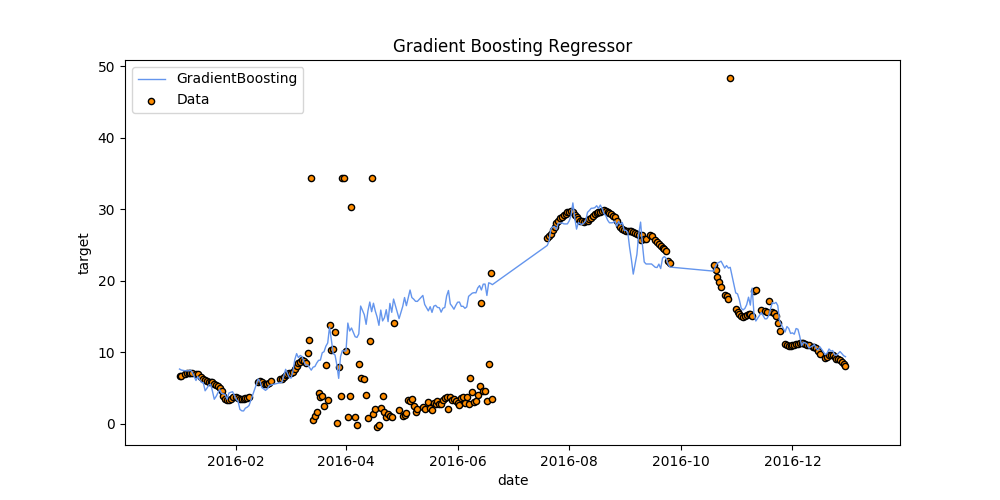 Gradient Boosting Regressor
GradientBoosting
Data
50
40
30
20
10
0
target
2016-02 2016-04 2016-06 2016-08 2016-10 2016-12
date